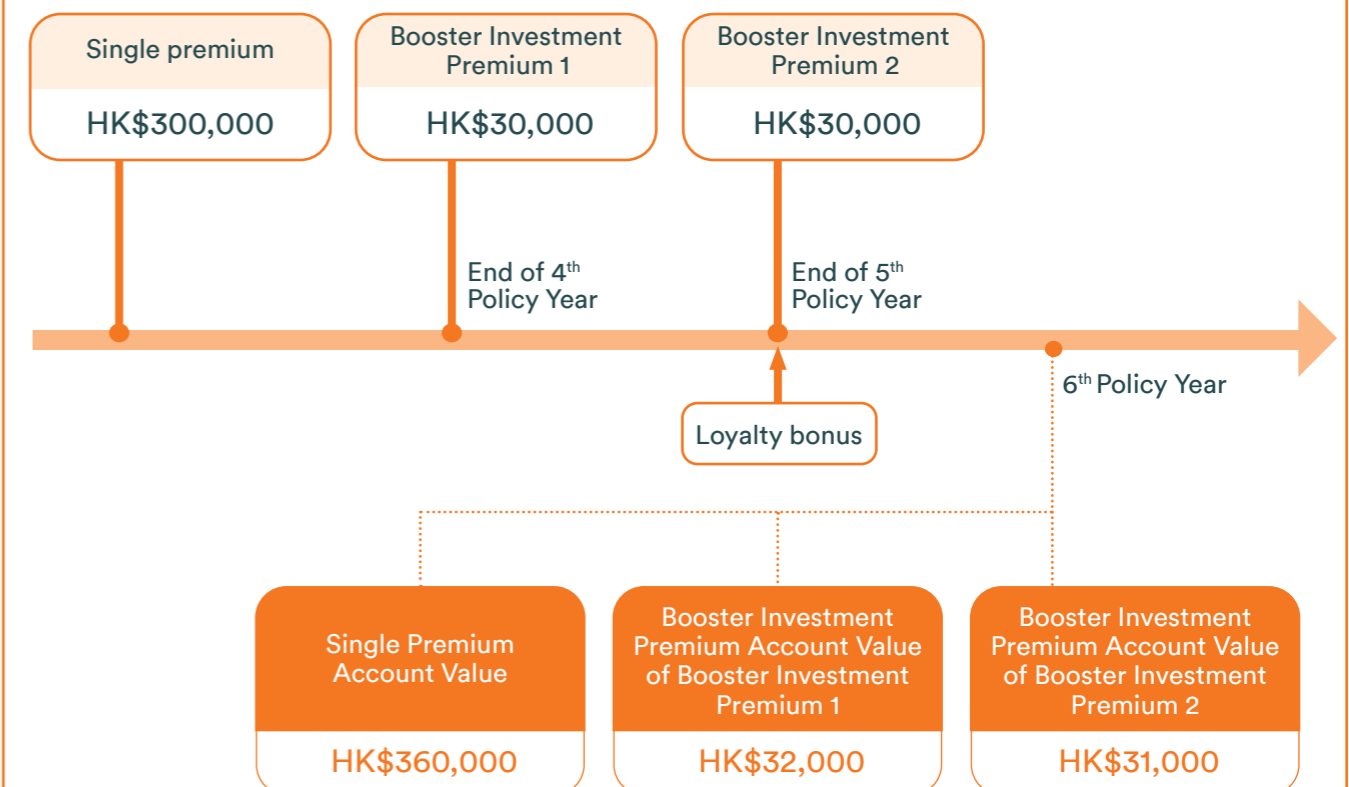 Single premium
HK$300,000
Booster Investment
Premium 1
HK$30,000
Booster Investment
Premium 2
HK$30,000
End of 4th
Policy Year
End of 5th
Policy Year
6th Policy Year
Loyalty bonus
Single Premium
Account Value
HK$360,000
Booster Investment
Premium Account Value
of Booster Investment
Premium 1
HK$32,000
Booster Investment
Premium Account Value
of Booster Investment
Premium 2
HK$31,000